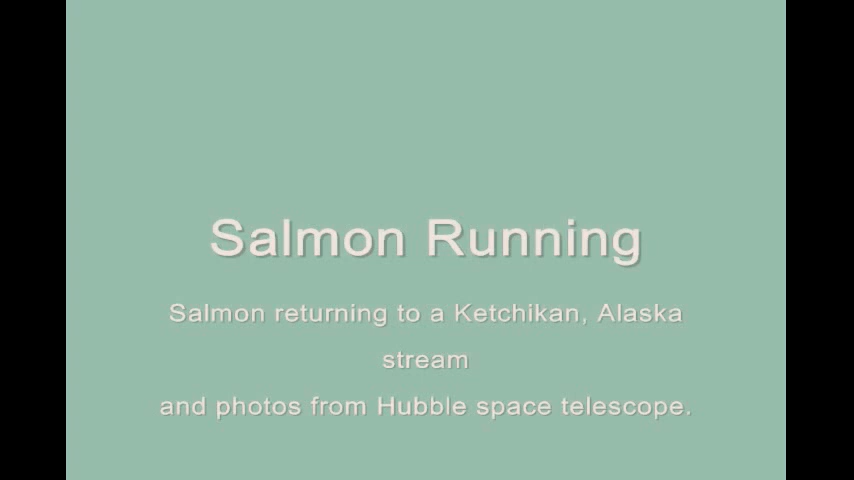 Salmon Running
Salmon returning to a Ketchikan, Alaska
stream
and photos from Hubble space telescope.